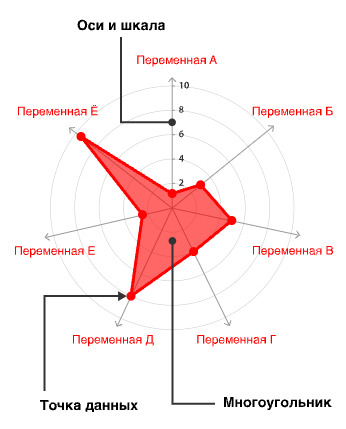 Оси и шкала
Переменная А
10
8
6
4
2
Переменная Ё
Переменная Б
Переменная Е
Переменная В
Переменная Д
Переменная Г
Точка данных
Многоугольник